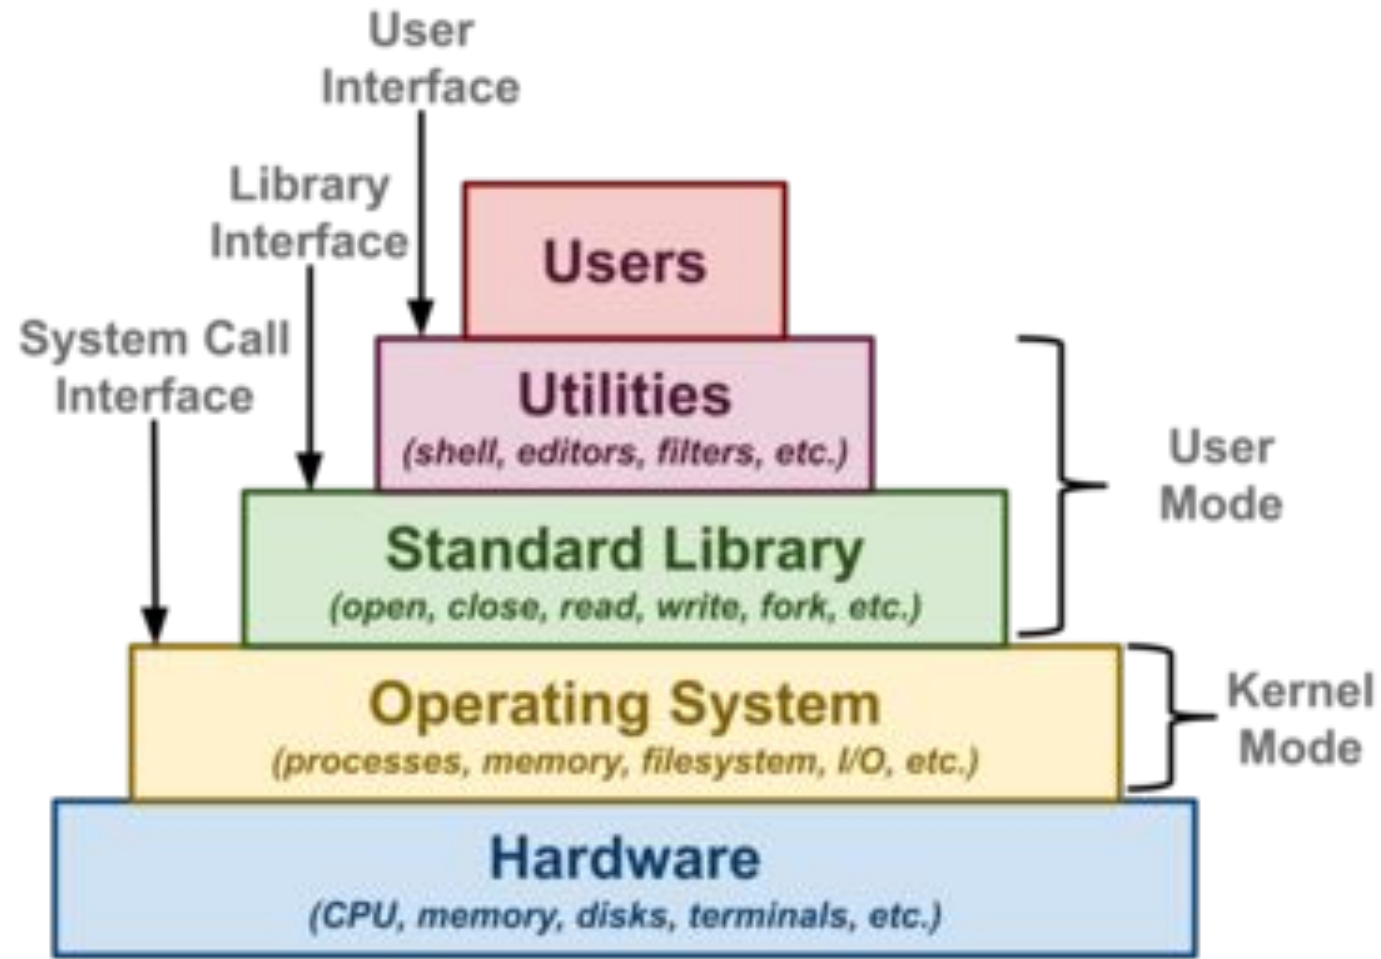 User
Interface
Library
Interface
System Call
Interface
Users
Utilities
(shell, editors, filters, etc.)
Standard Library
(open, close, read, write, fork, etc.)
Operating System
(processes, memory, filesystem, I/O, etc.)
Hardware
(CPU, memory, disks, terminals, etc.)
User
Mode
Kernel
Mode